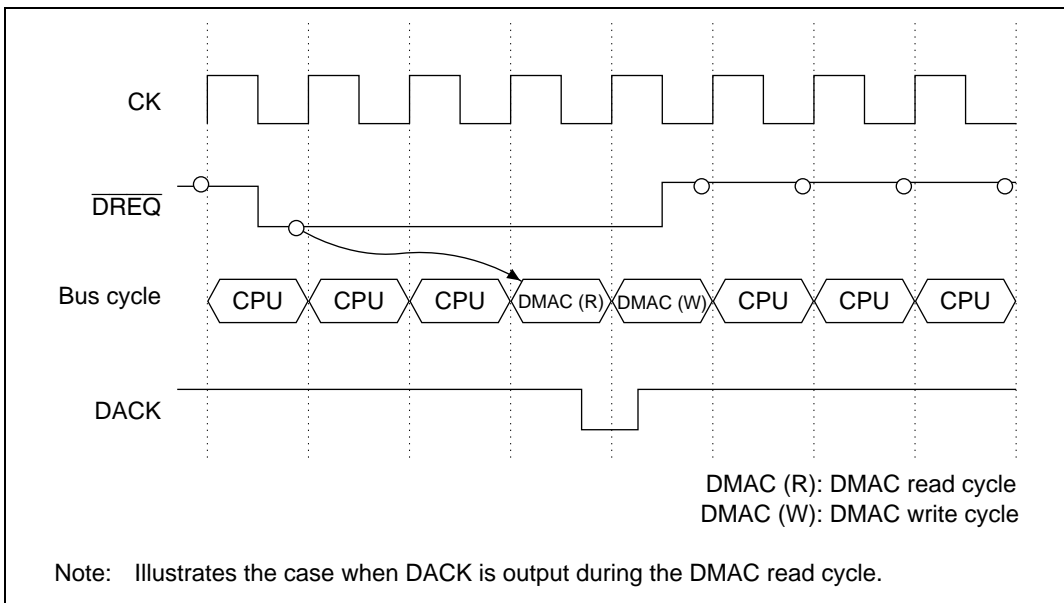 CK
DREQ
Bus cycle
CPU
CPU
CPU
DMAC (R)
DMAC (W)
CPU
CPU
CPU
DACK
DMAC (R): DMAC read cycle
DMAC (W): DMAC write cycle
Note: Illustrates the case when DACK is output during the DMAC read cycle.